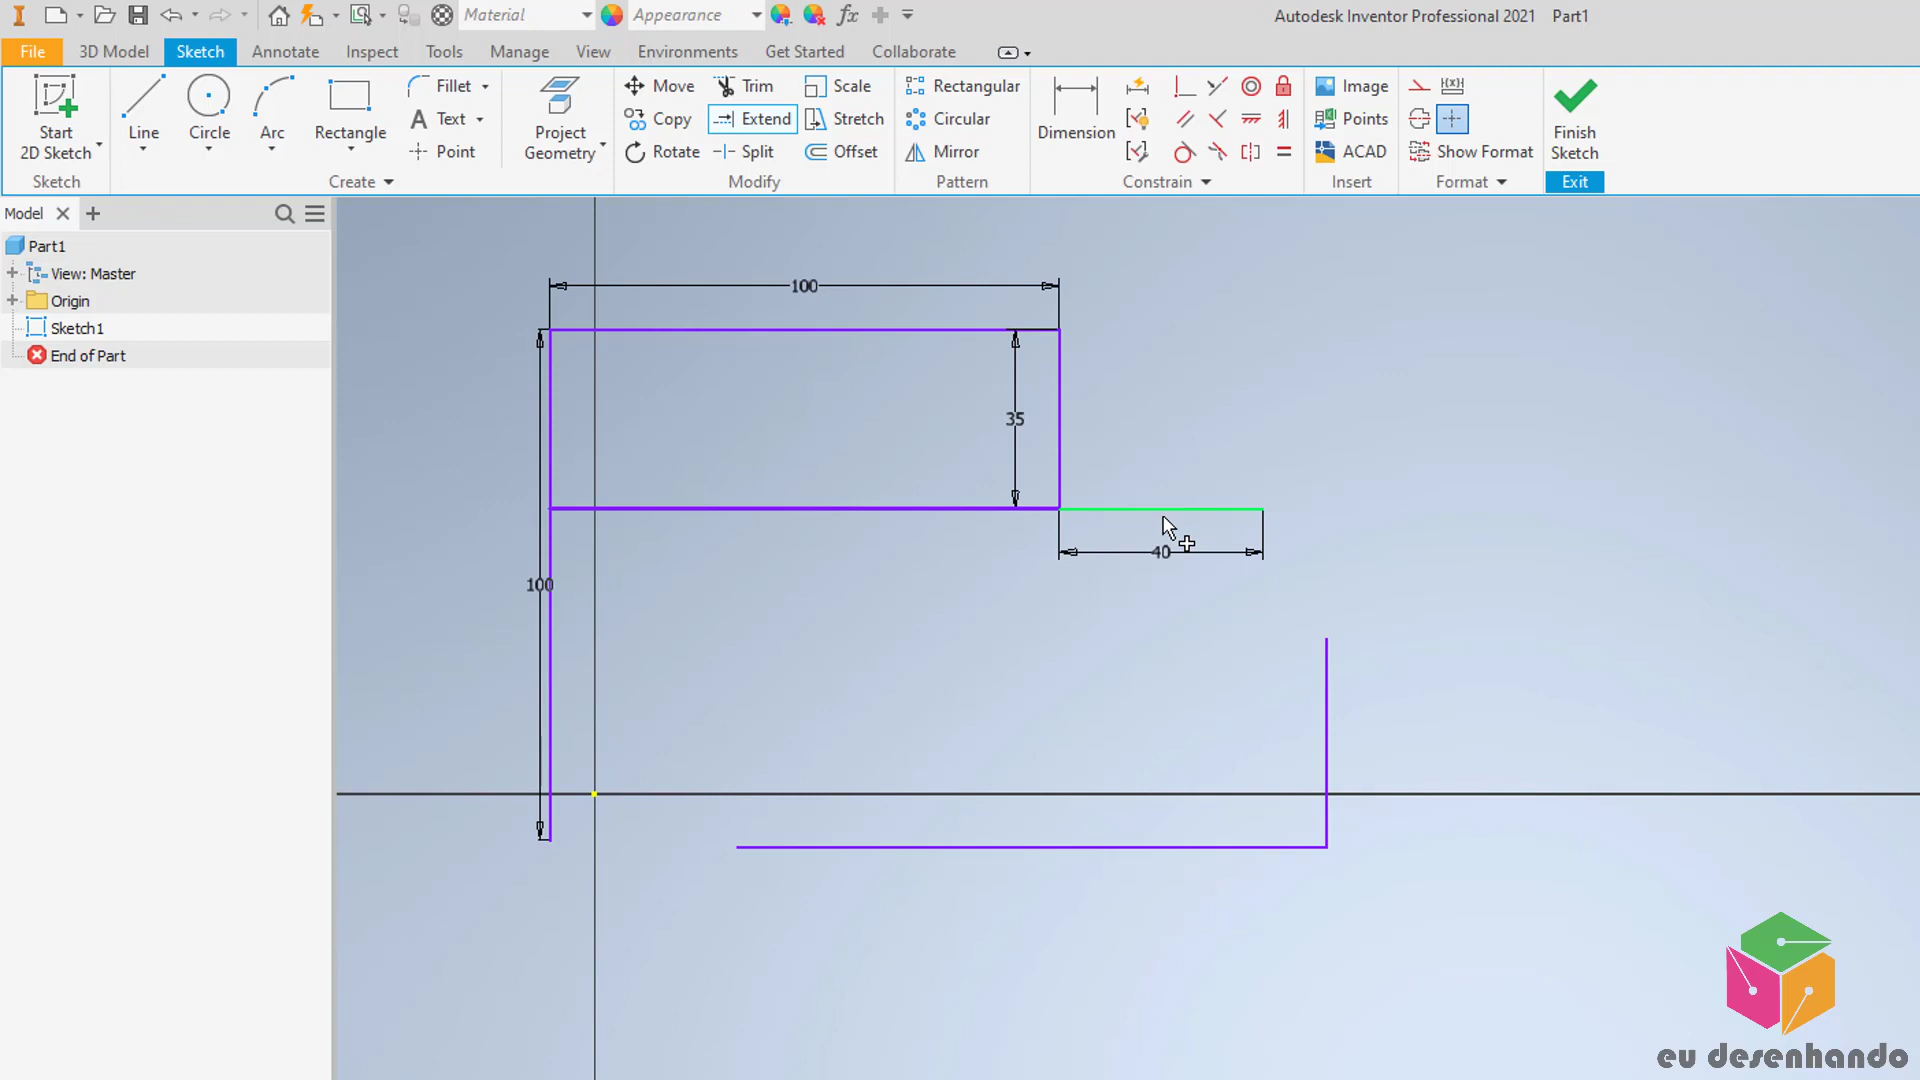 Material Appearance fx Autodesk Inventor Professional 2021 Part1
File 3D Model Sketch Annotate Inspect Tools Manage View Environments Get Started Collaborate
Start
2D Sketch
Line
Circle
Arc
Rectangle
Fillet
Text
Point
Project
Geometry
Move
Copy
Rotate
Trim
Extend
Split
Scale
Stretch
Offset
Rectangular
Circular
Mirror
Dimension
Image
Points
ACAD
Show Format
Finish
Sketch
Sketch Create Modify Pattern Constrain Insert Format Exit
Model
Part1
View: Master
Origin
Sketch1
End of Part
100
35
40
100
eu desenhando